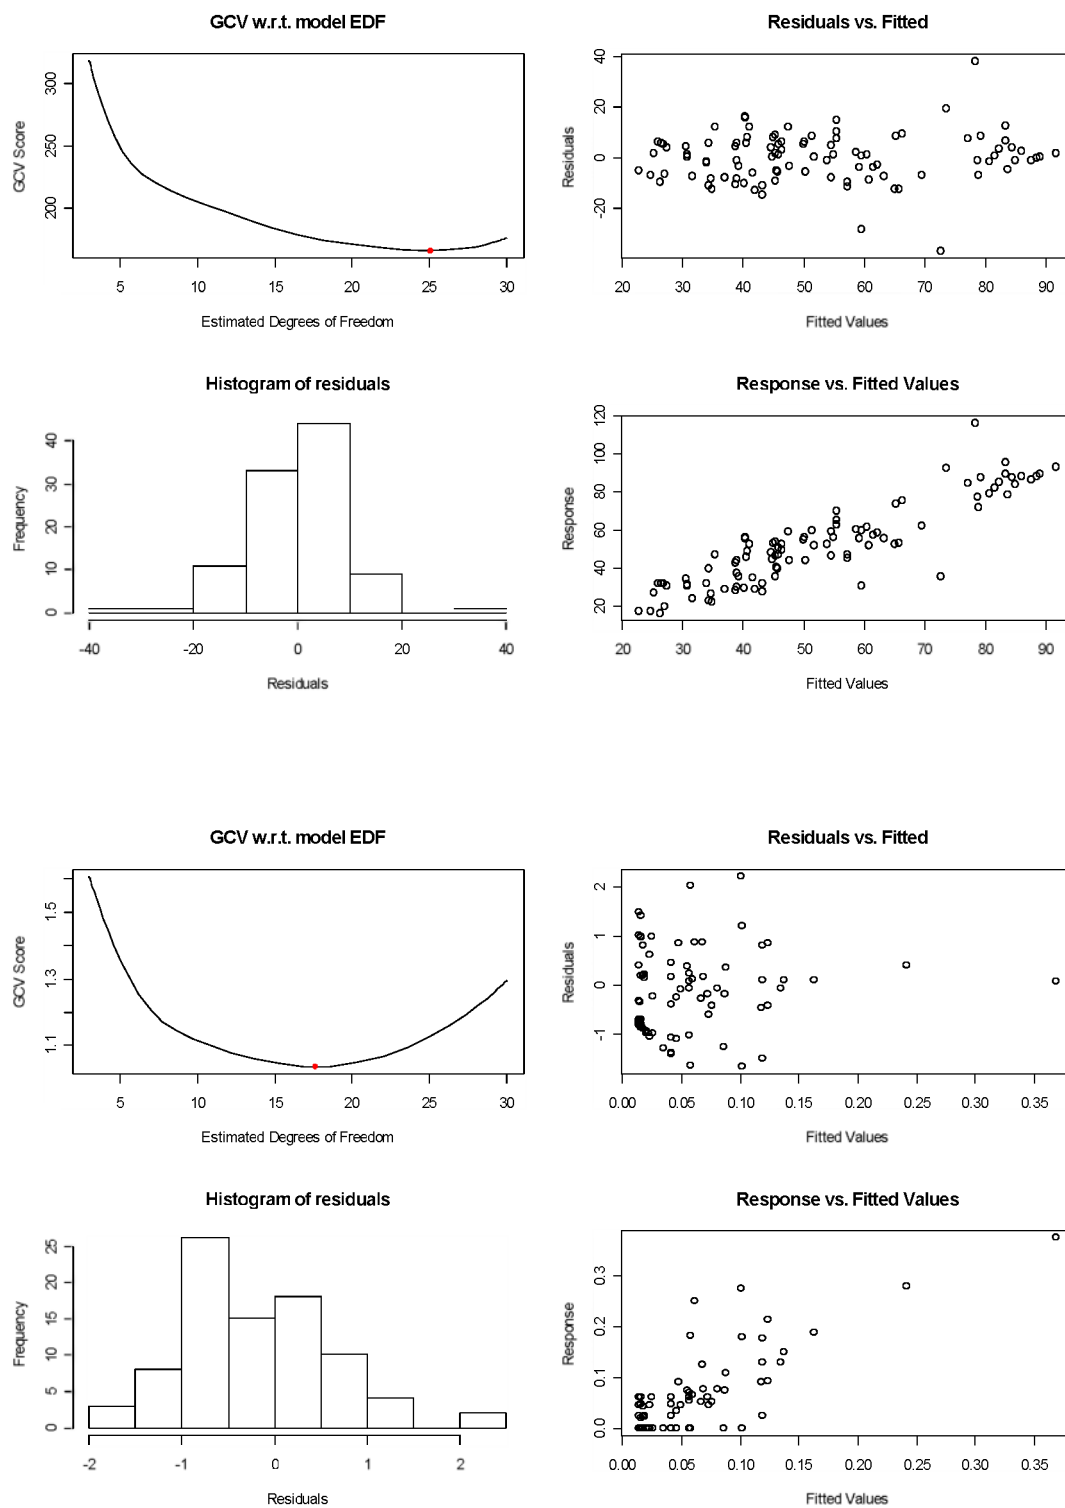 GCV w.r.t. model EDF
GCV Score
200 250 300
5 10 15 20 25 30
Estimated Degrees of Freedom
Residuals vs. Fitted
Residuals
-20 0 20 40
20 30 40 50 60 70 80 90
Fitted Values
Histogram of residuals
Frequency
0 10 20 30 40
-40 -20 0 20 40
Residuals
Response vs. Fitted Values
Response
20 40 60 80 100 120
20 30 40 50 60 70 80 90
Fitted Values
GCV w.r.t. model EDF
GCV Score
1.1 1.3 1.5
5 10 15 20 25 30
Estimated Degrees of Freedom
Residuals vs. Fitted
Residuals
-1 0 1 2
0.00 0.05 0.10 0.15 0.20 0.25 0.30 0.35
Fitted Values
Histogram of residuals
Frequency
0 5 10 15 20 25
-2 -1 0 1 2
Residuals
Response vs. Fitted Values
Response
0.0 0.1 0.2 0.3
0.00 0.05 0.10 0.15 0.20 0.25 0.30 0.35
Fitted Values